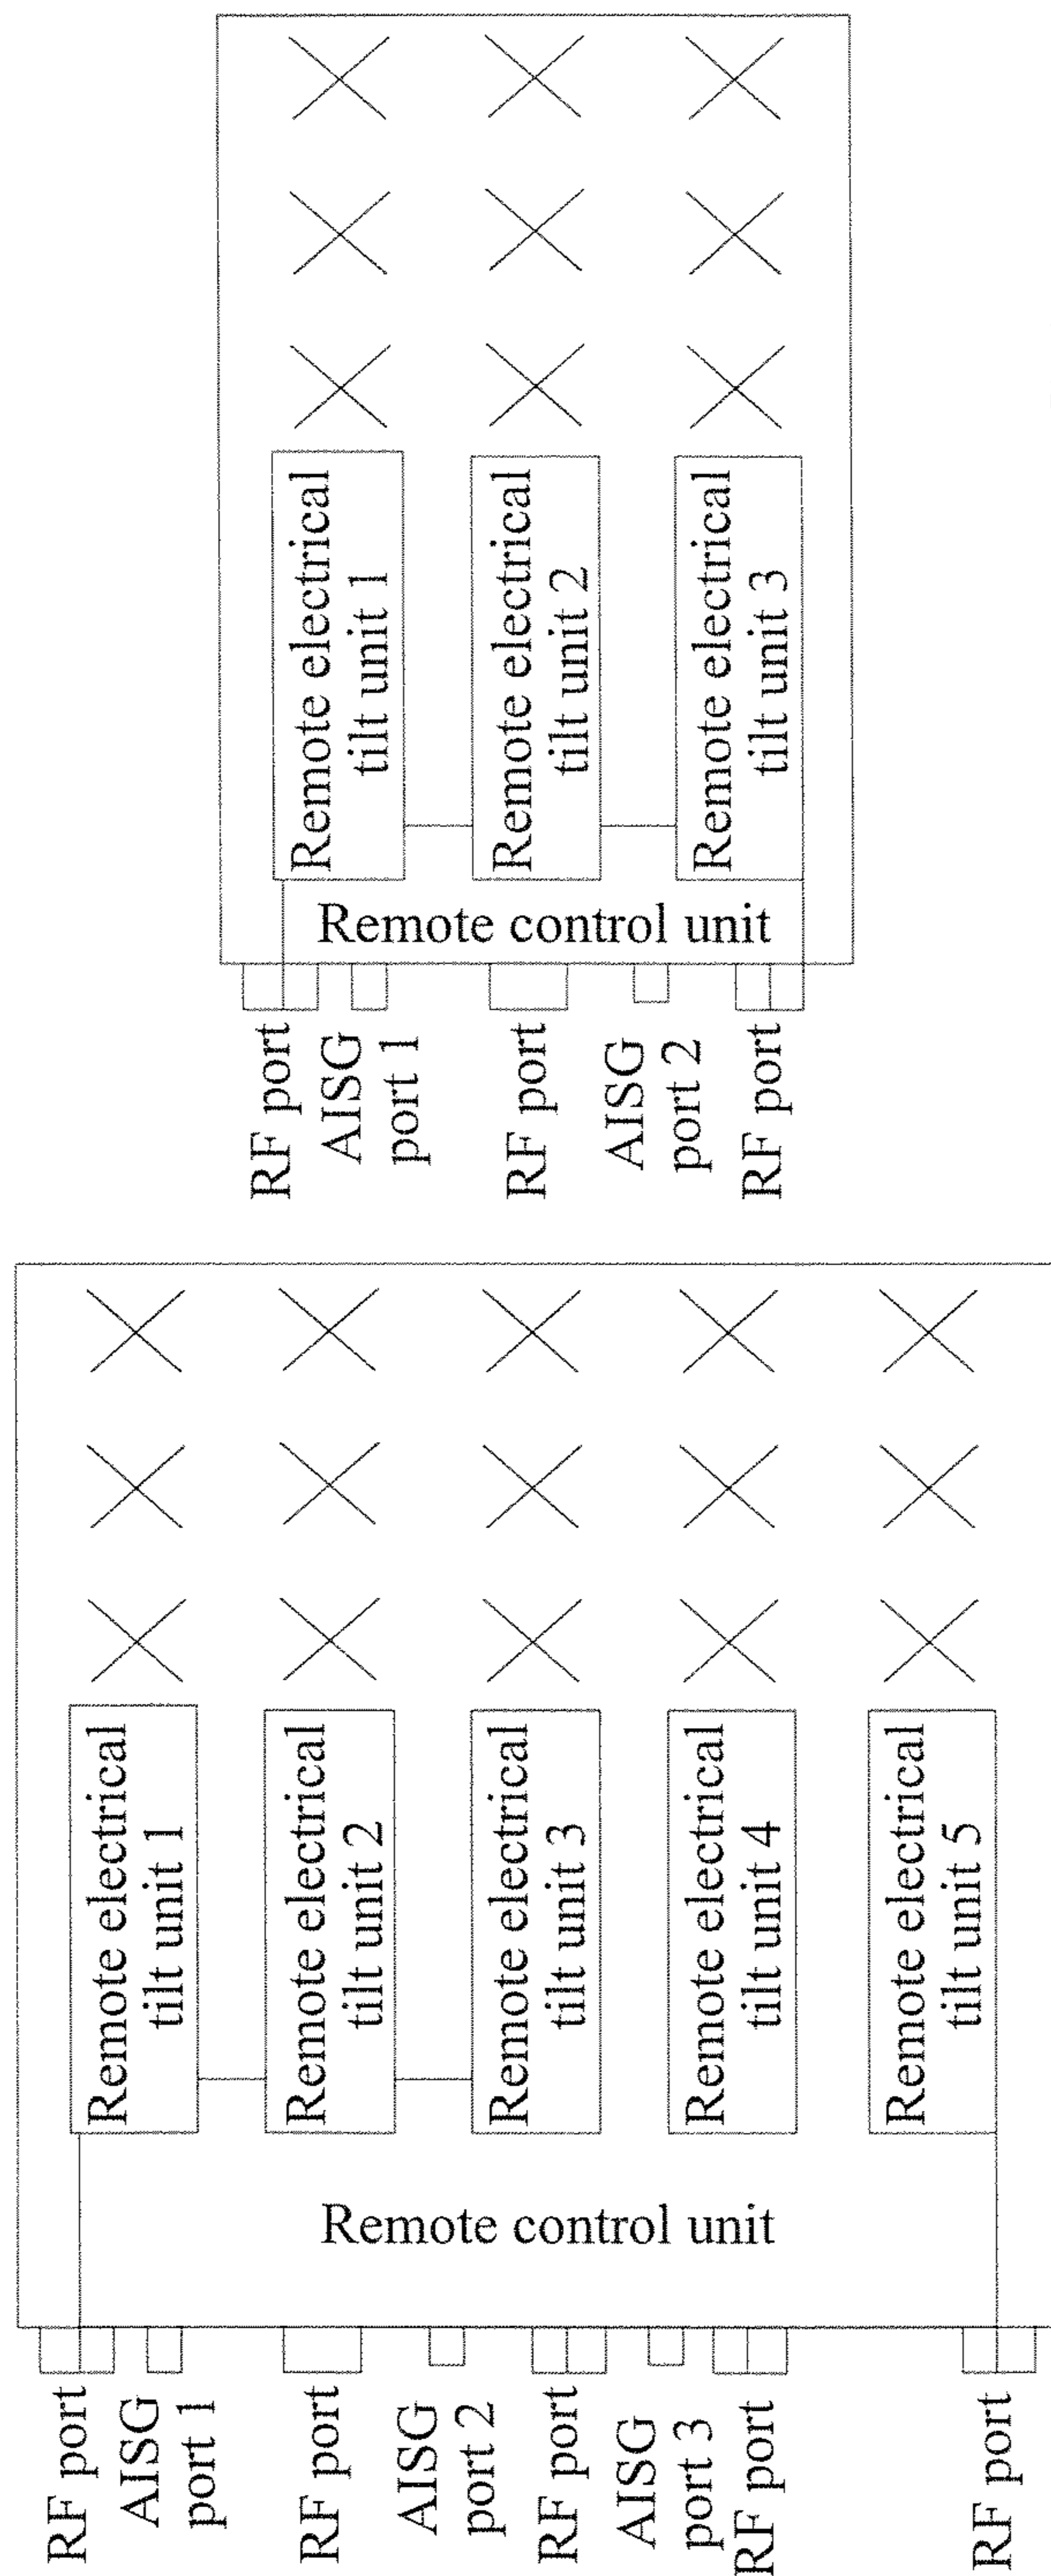 Remote electrical
tilt unit 1
Remote electrical
tilt unit 2
Remote electrical
tilt unit 3
Remote control unit
RF port
AISG
port 1
RF port
AISG
port 2
RF port
Remote electrical
tilt unit 1
Remote electrical
tilt unit 2
Remote electrical
tilt unit 3
Remote electrical
tilt unit 4
Remote electrical
tilt unit 5
Remote control unit
RF port
AISG
port 1
RF port
AISG
port 2
RF port
AISG
port 3
RF port
RF port